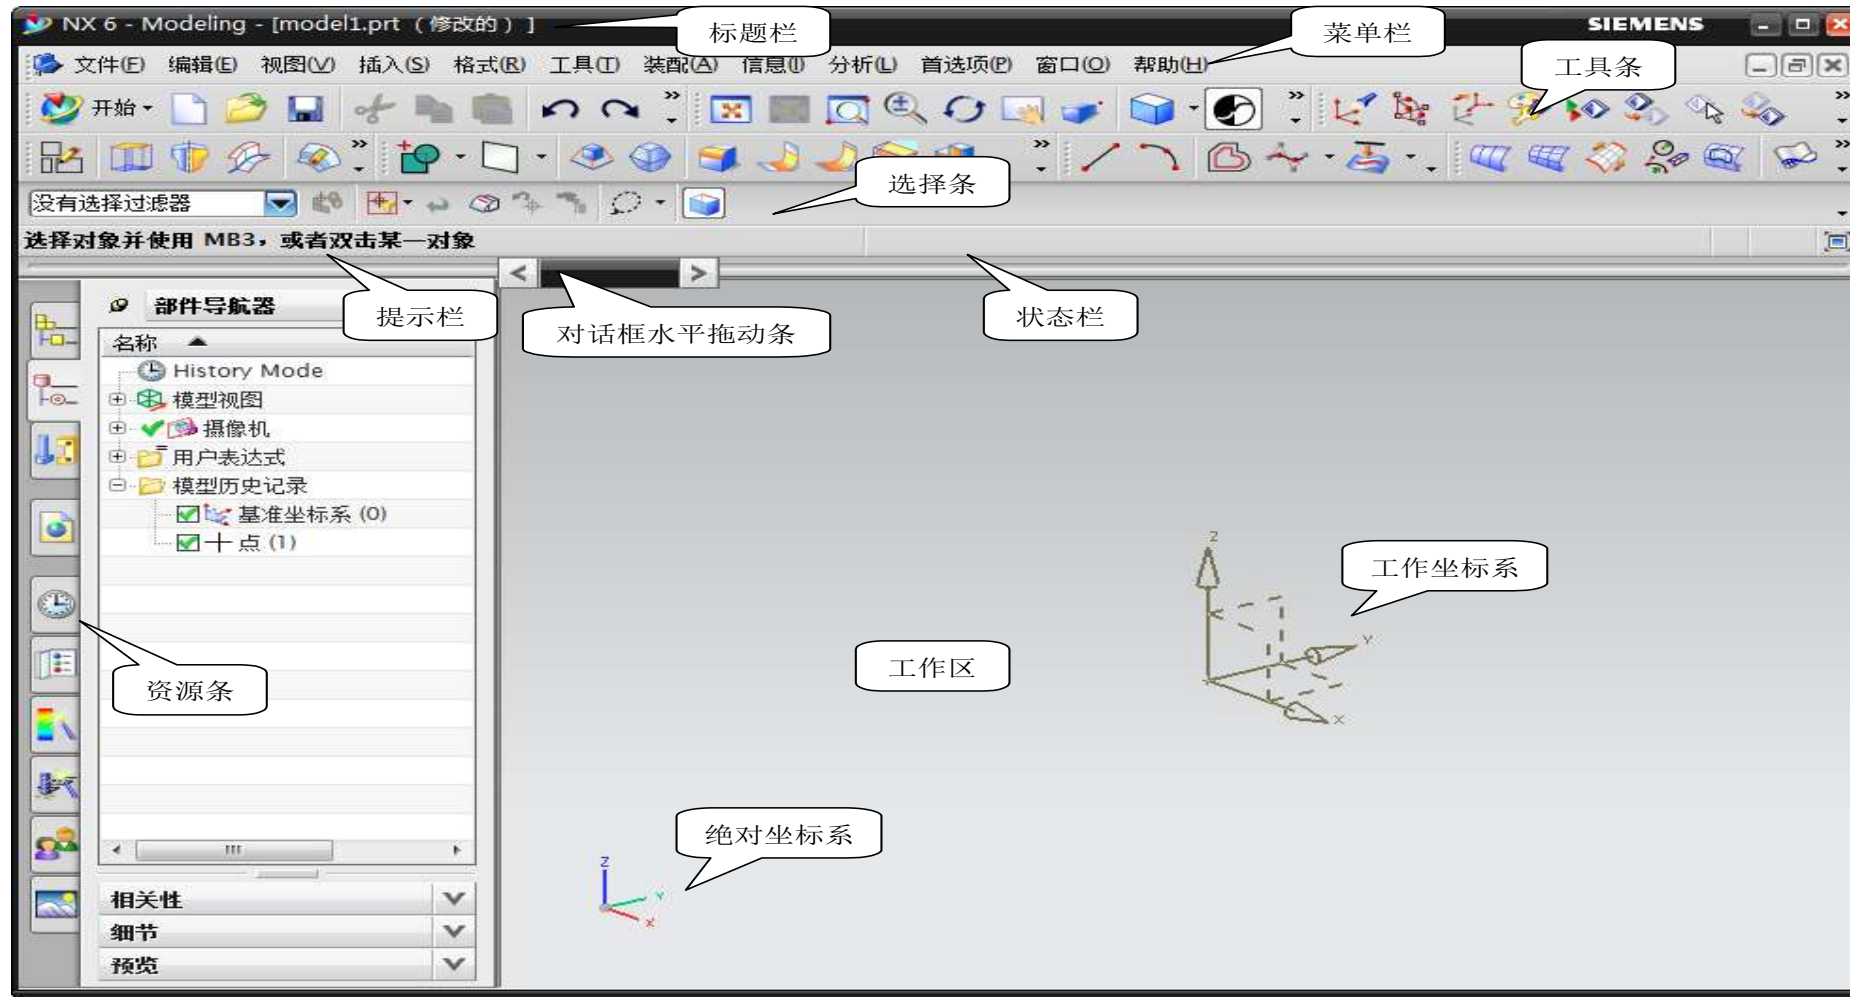 NX 6 - Modeling - [model1.prt （修改的）]
标题栏
菜单栏
SIEMENS
文件(F) 编辑(E) 视图(V) 插入(S) 格式(R) 工具(T) 装配(A) 信息(I) 分析(L) 首选项(P) 窗口(O) 帮助(H)
工具条
开始
选择条
没有选择过滤器
选择对象并使用 MB3，或者双击某一对象
提示栏
对话框水平拖动条
状态栏
部件导航器
名称
History Mode
模型视图
摄像机
用户表达式
模型历史记录
基准坐标系 (0)
点 (1)
Z
Y
X
工作坐标系
工作区
资源条
绝对坐标系
Z
Y
X
相关性
细节
预览